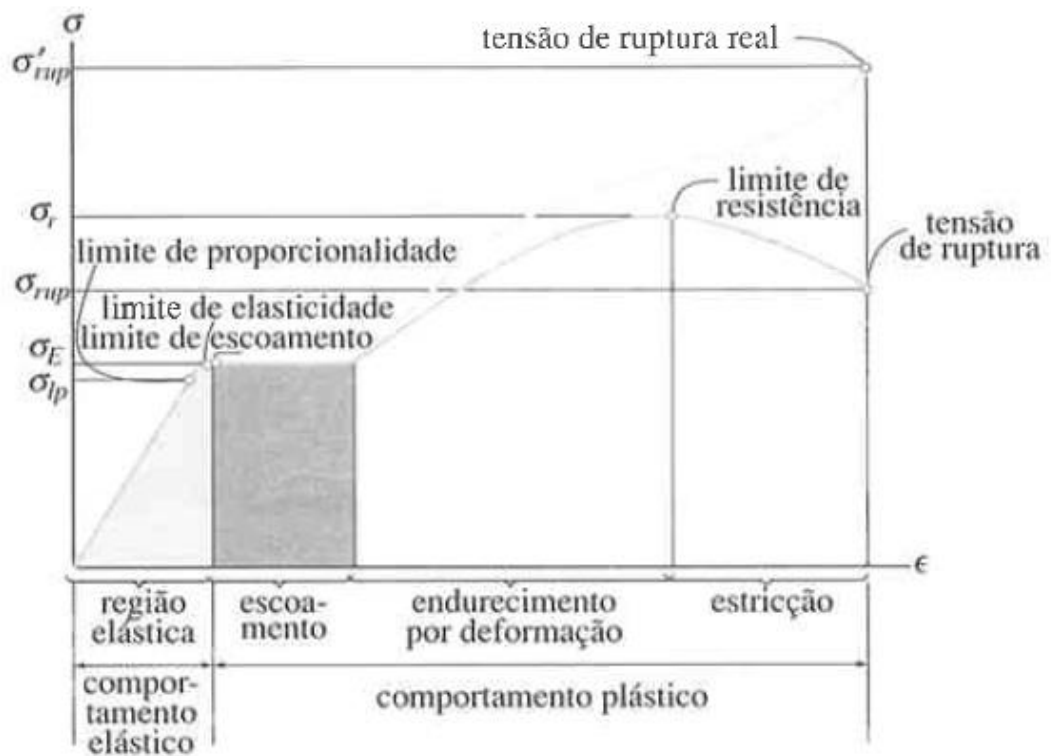 σ
tensão de ruptura real
σ'rup
limite de
resistência
σr
tensão
de ruptura
limite de proporcionalidade
σrup
limite de elasticidade
limite de escoamento
σE
σlp
ϵ
região
elástica
escoa-
mento
endurecimento
por deformação
estricção
compor-
tamento
elástico
comportamento plástico